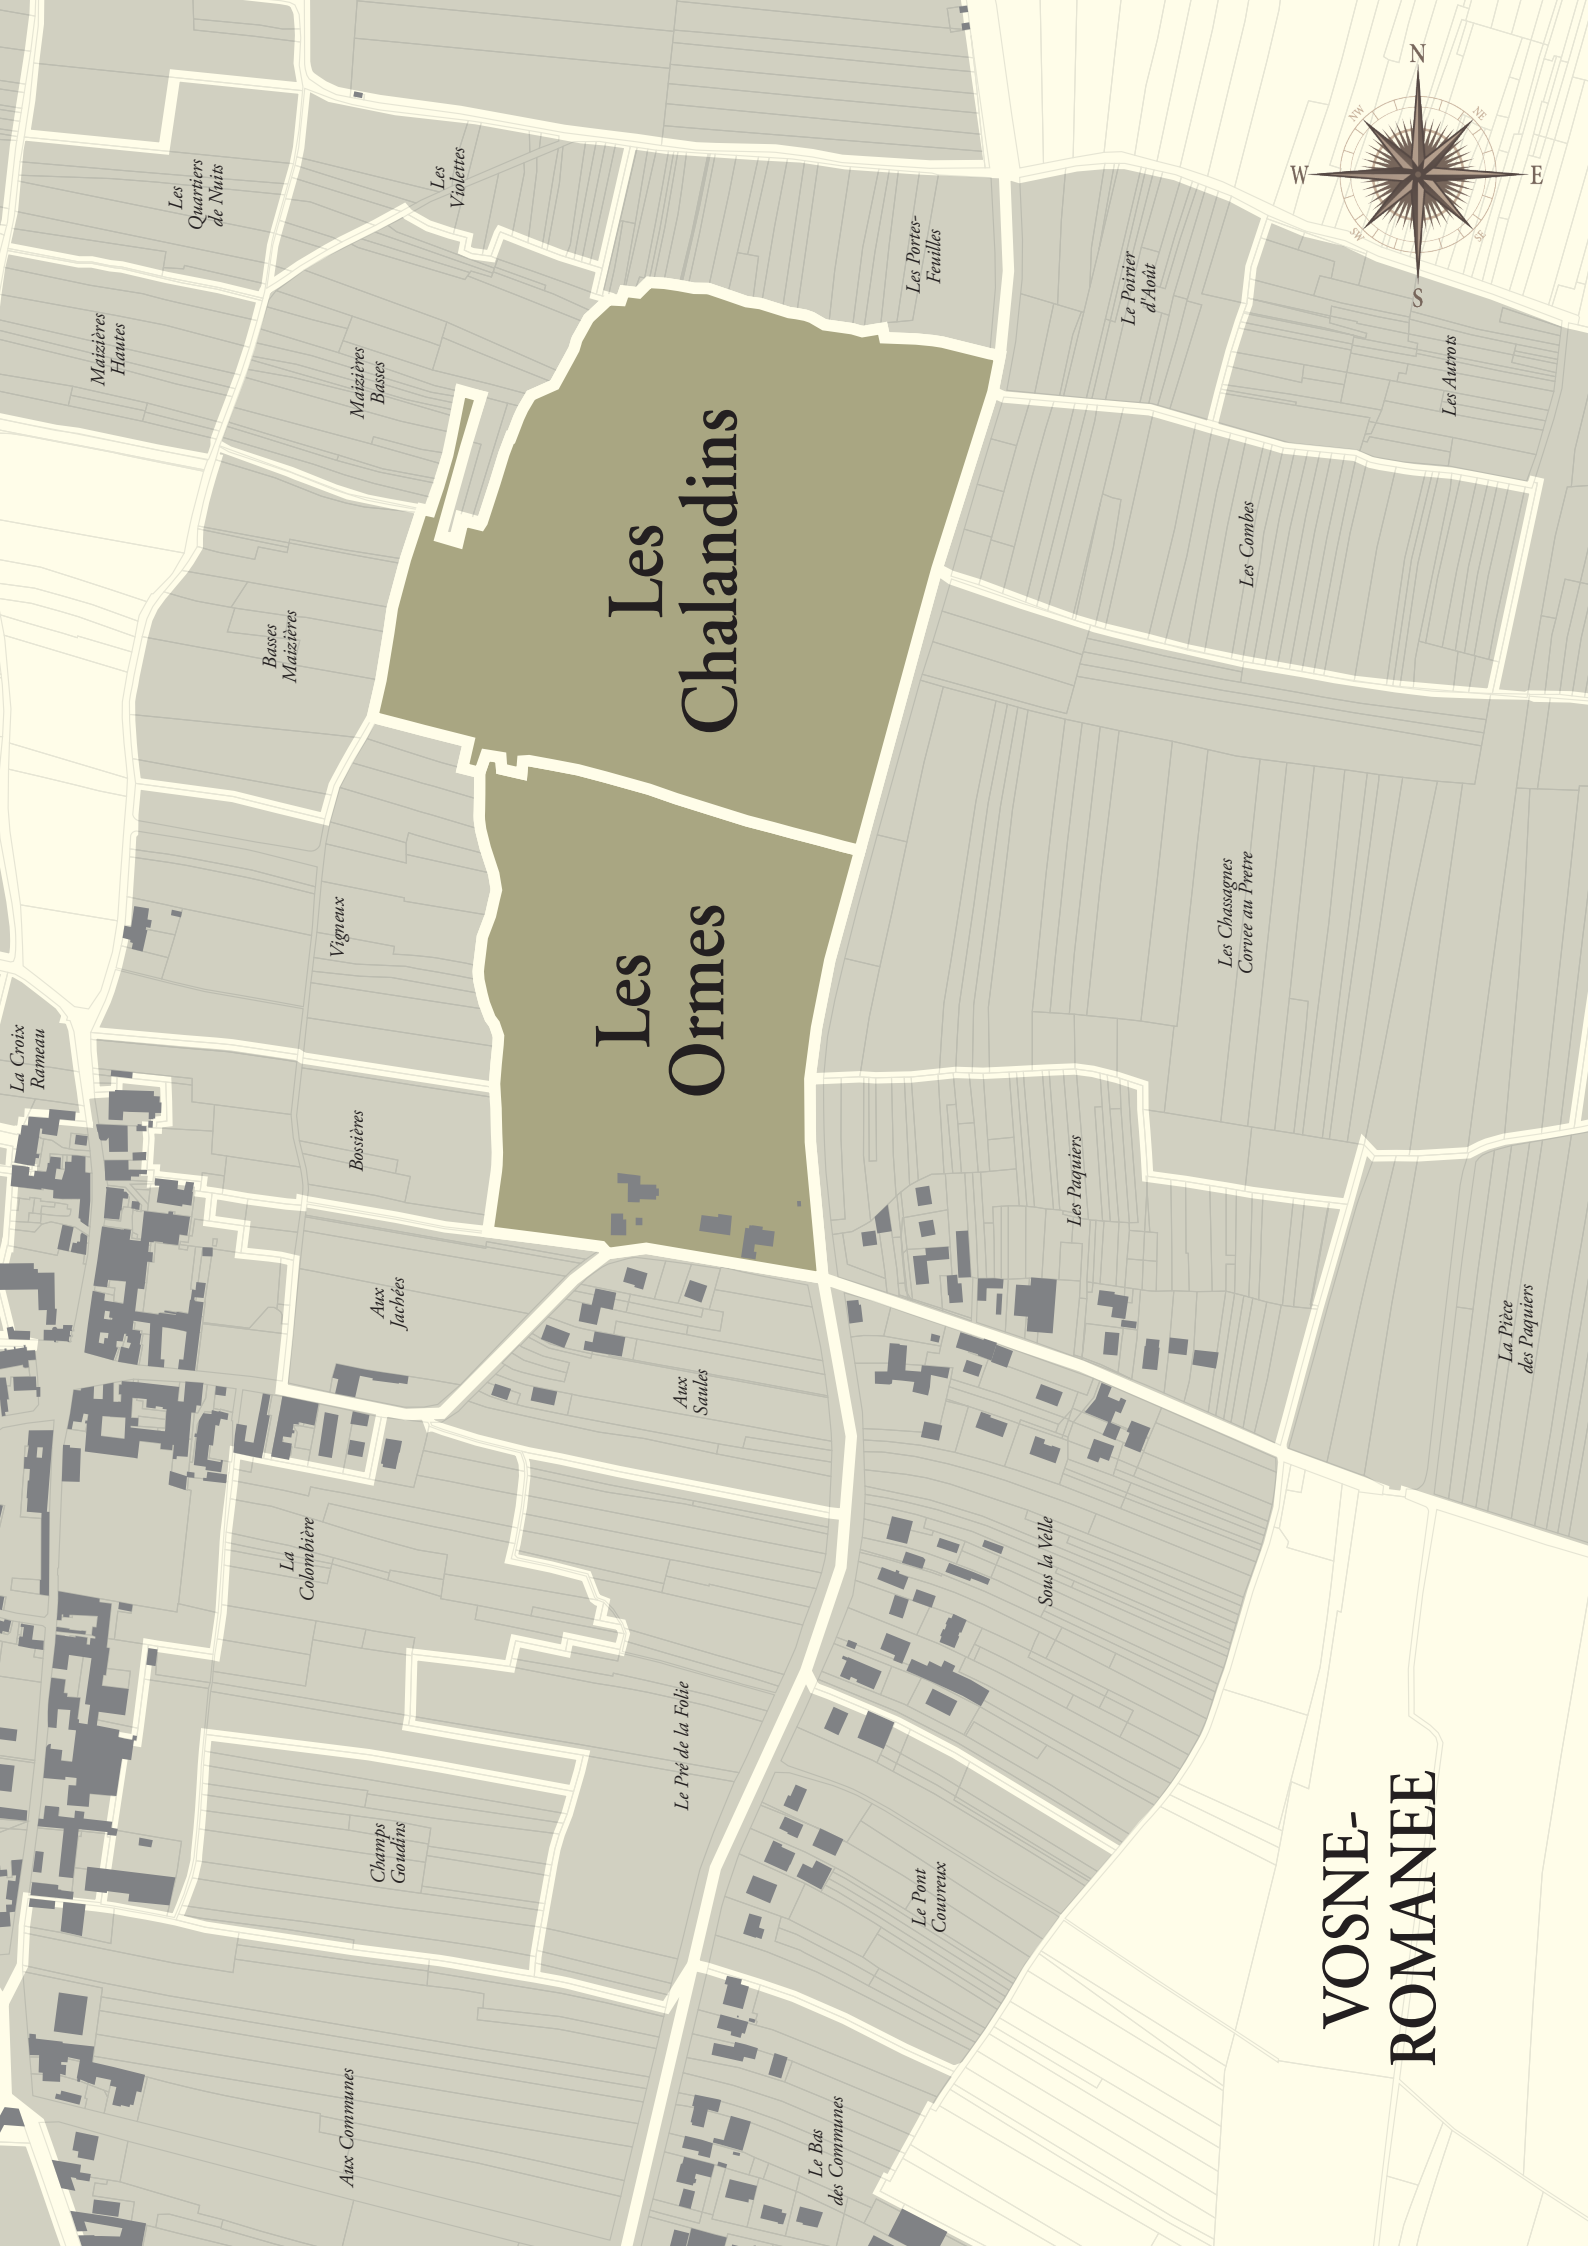 N
NW
NE
W
E
SW
SE
S
Les
Quartiers
de Nuits
Les
Violettes
Les Portes-
Feuilles
Le Poirier
d'Août
Les Autrots
Maizières
Hautes
Maizières
Basses
Les
Chalandins
Les Combes
Basses
Maizières
Vigneux
Les
Ormes
Les Chassagnes
Corvee au Pretre
La Croix
Rameau
Bossières
Les Paquiers
Aux
Jachées
Aux
Saules
La Pièce
des Paquiers
La
Colombière
Sous la Velle
Le Pré de la Folie
Champs
Goudins
Le Pont
Couvreux
VOSNE-
ROMANEE
Aux Communes
Le Bas
des Communes